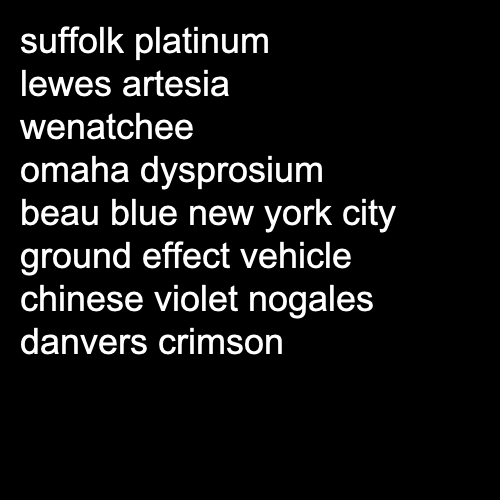 suffolk platinum
lewes artesia
wenatchee
omaha dysprosium
beau blue new york city
ground effect vehicle
chinese violet nogales
danvers crimson